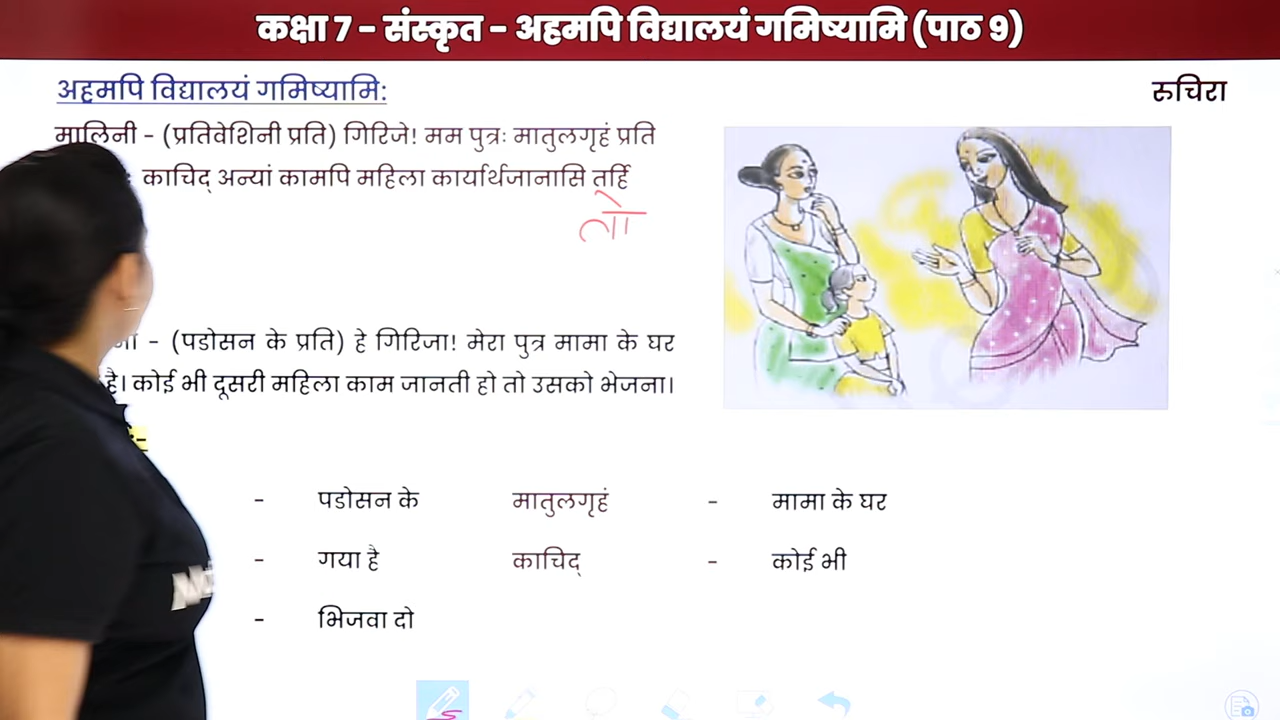 कक्षा 7 - संस्कृत - अहमपि विद्यालयं गमिष्यामि (पाठ 9)
अहमपि विद्यालयं गमिष्यामि:
रुचिरा
मालिनी - (प्रतिवेशिनी प्रति) गिरिजे! मम पुत्रः मातुलगृहं प्रति
काचिद् अन्यां कामपि महिला कार्यार्थजानासि तर्हि
तो
- (पडोसन के प्रति) हे गिरिजा! मेरा पुत्र मामा के घर
है। कोई भी दूसरी महिला काम जानती हो तो उसको भेजना।
- पडोसन के मातुलगृहं - मामा के घर
- गया है काचिद् - कोई भी
- भिजवा दो